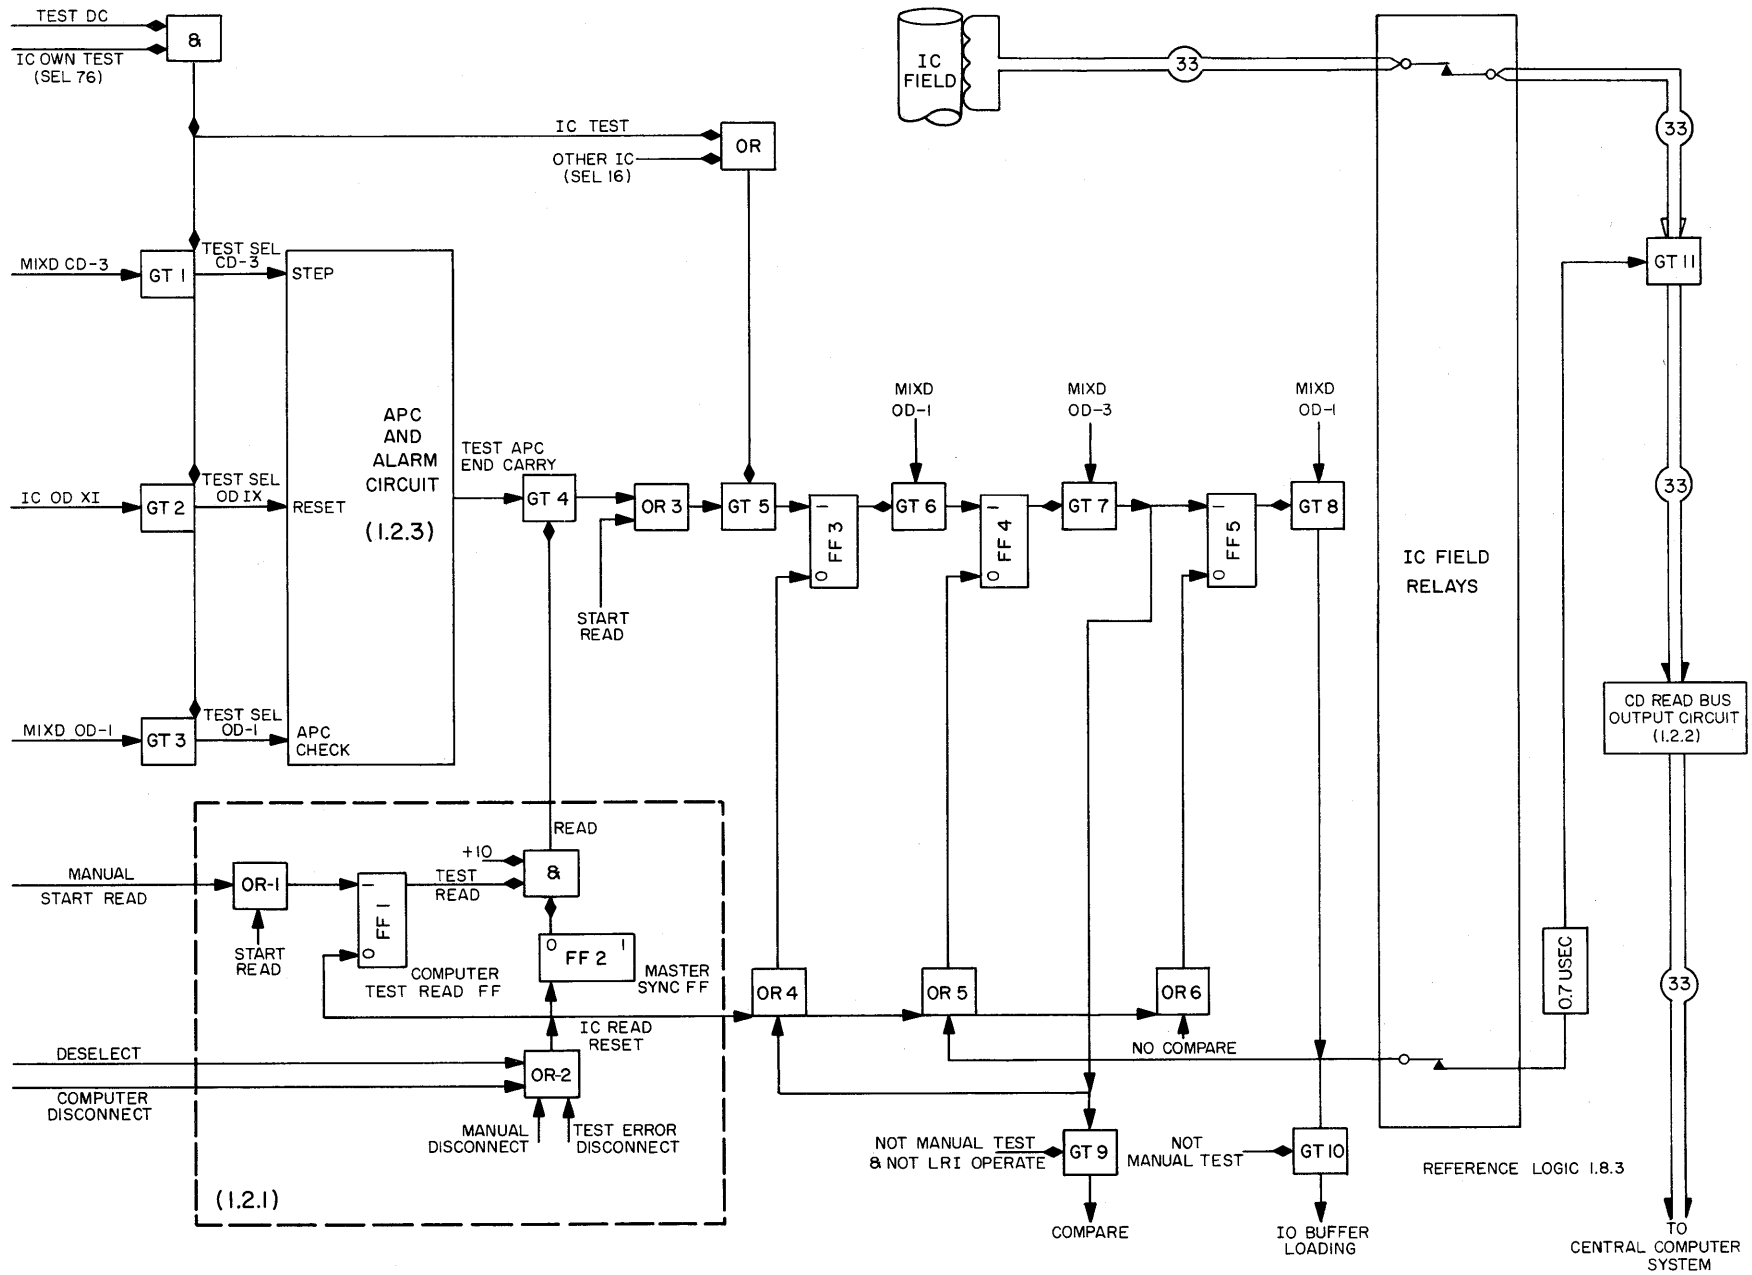 TEST DC
IC OWN TEST
(SEL 76)
&
IC TEST
OTHER IC
(SEL 16)
OR
IC
FIELD
33
33
MIXD CD-3
GT 1
TEST SEL
CD-3
STEP
GT 11
APC
AND
ALARM
CIRCUIT
(1.2.3)
IC OD XI
GT 2
TEST SEL
OD IX
RESET
TEST APC
END CARRY
GT 4
OR 3
START
READ
GT 5
FF 3
0
MIXD
OD-1
GT 6
FF 4
0
MIXD
OD-3
GT 7
FF 5
0
MIXD
OD-1
GT 8
IC FIELD
RELAYS
33
MIXD OD-1
GT 3
TEST SEL
OD-1
APC
CHECK
CD READ BUS
OUTPUT CIRCUIT
(1.2.2)
MANUAL
START READ
OR-1
START
READ
FF 1
0
TEST
READ
+10
READ
&
0
1
FF 2
COMPUTER
TEST READ FF
MASTER
SYNC FF
IC READ
RESET
OR 4
OR 5
OR 6
NO COMPARE
0.7 USEC
33
DESELECT
COMPUTER
DISCONNECT
OR-2
MANUAL
DISCONNECT
TEST ERROR
DISCONNECT
(1.2.1)
NOT MANUAL TEST
& NOT LRI OPERATE
GT 9
COMPARE
NOT
MANUAL TEST
GT 10
IO BUFFER
LOADING
REFERENCE LOGIC 1.8.3
TO
CENTRAL COMPUTER
SYSTEM